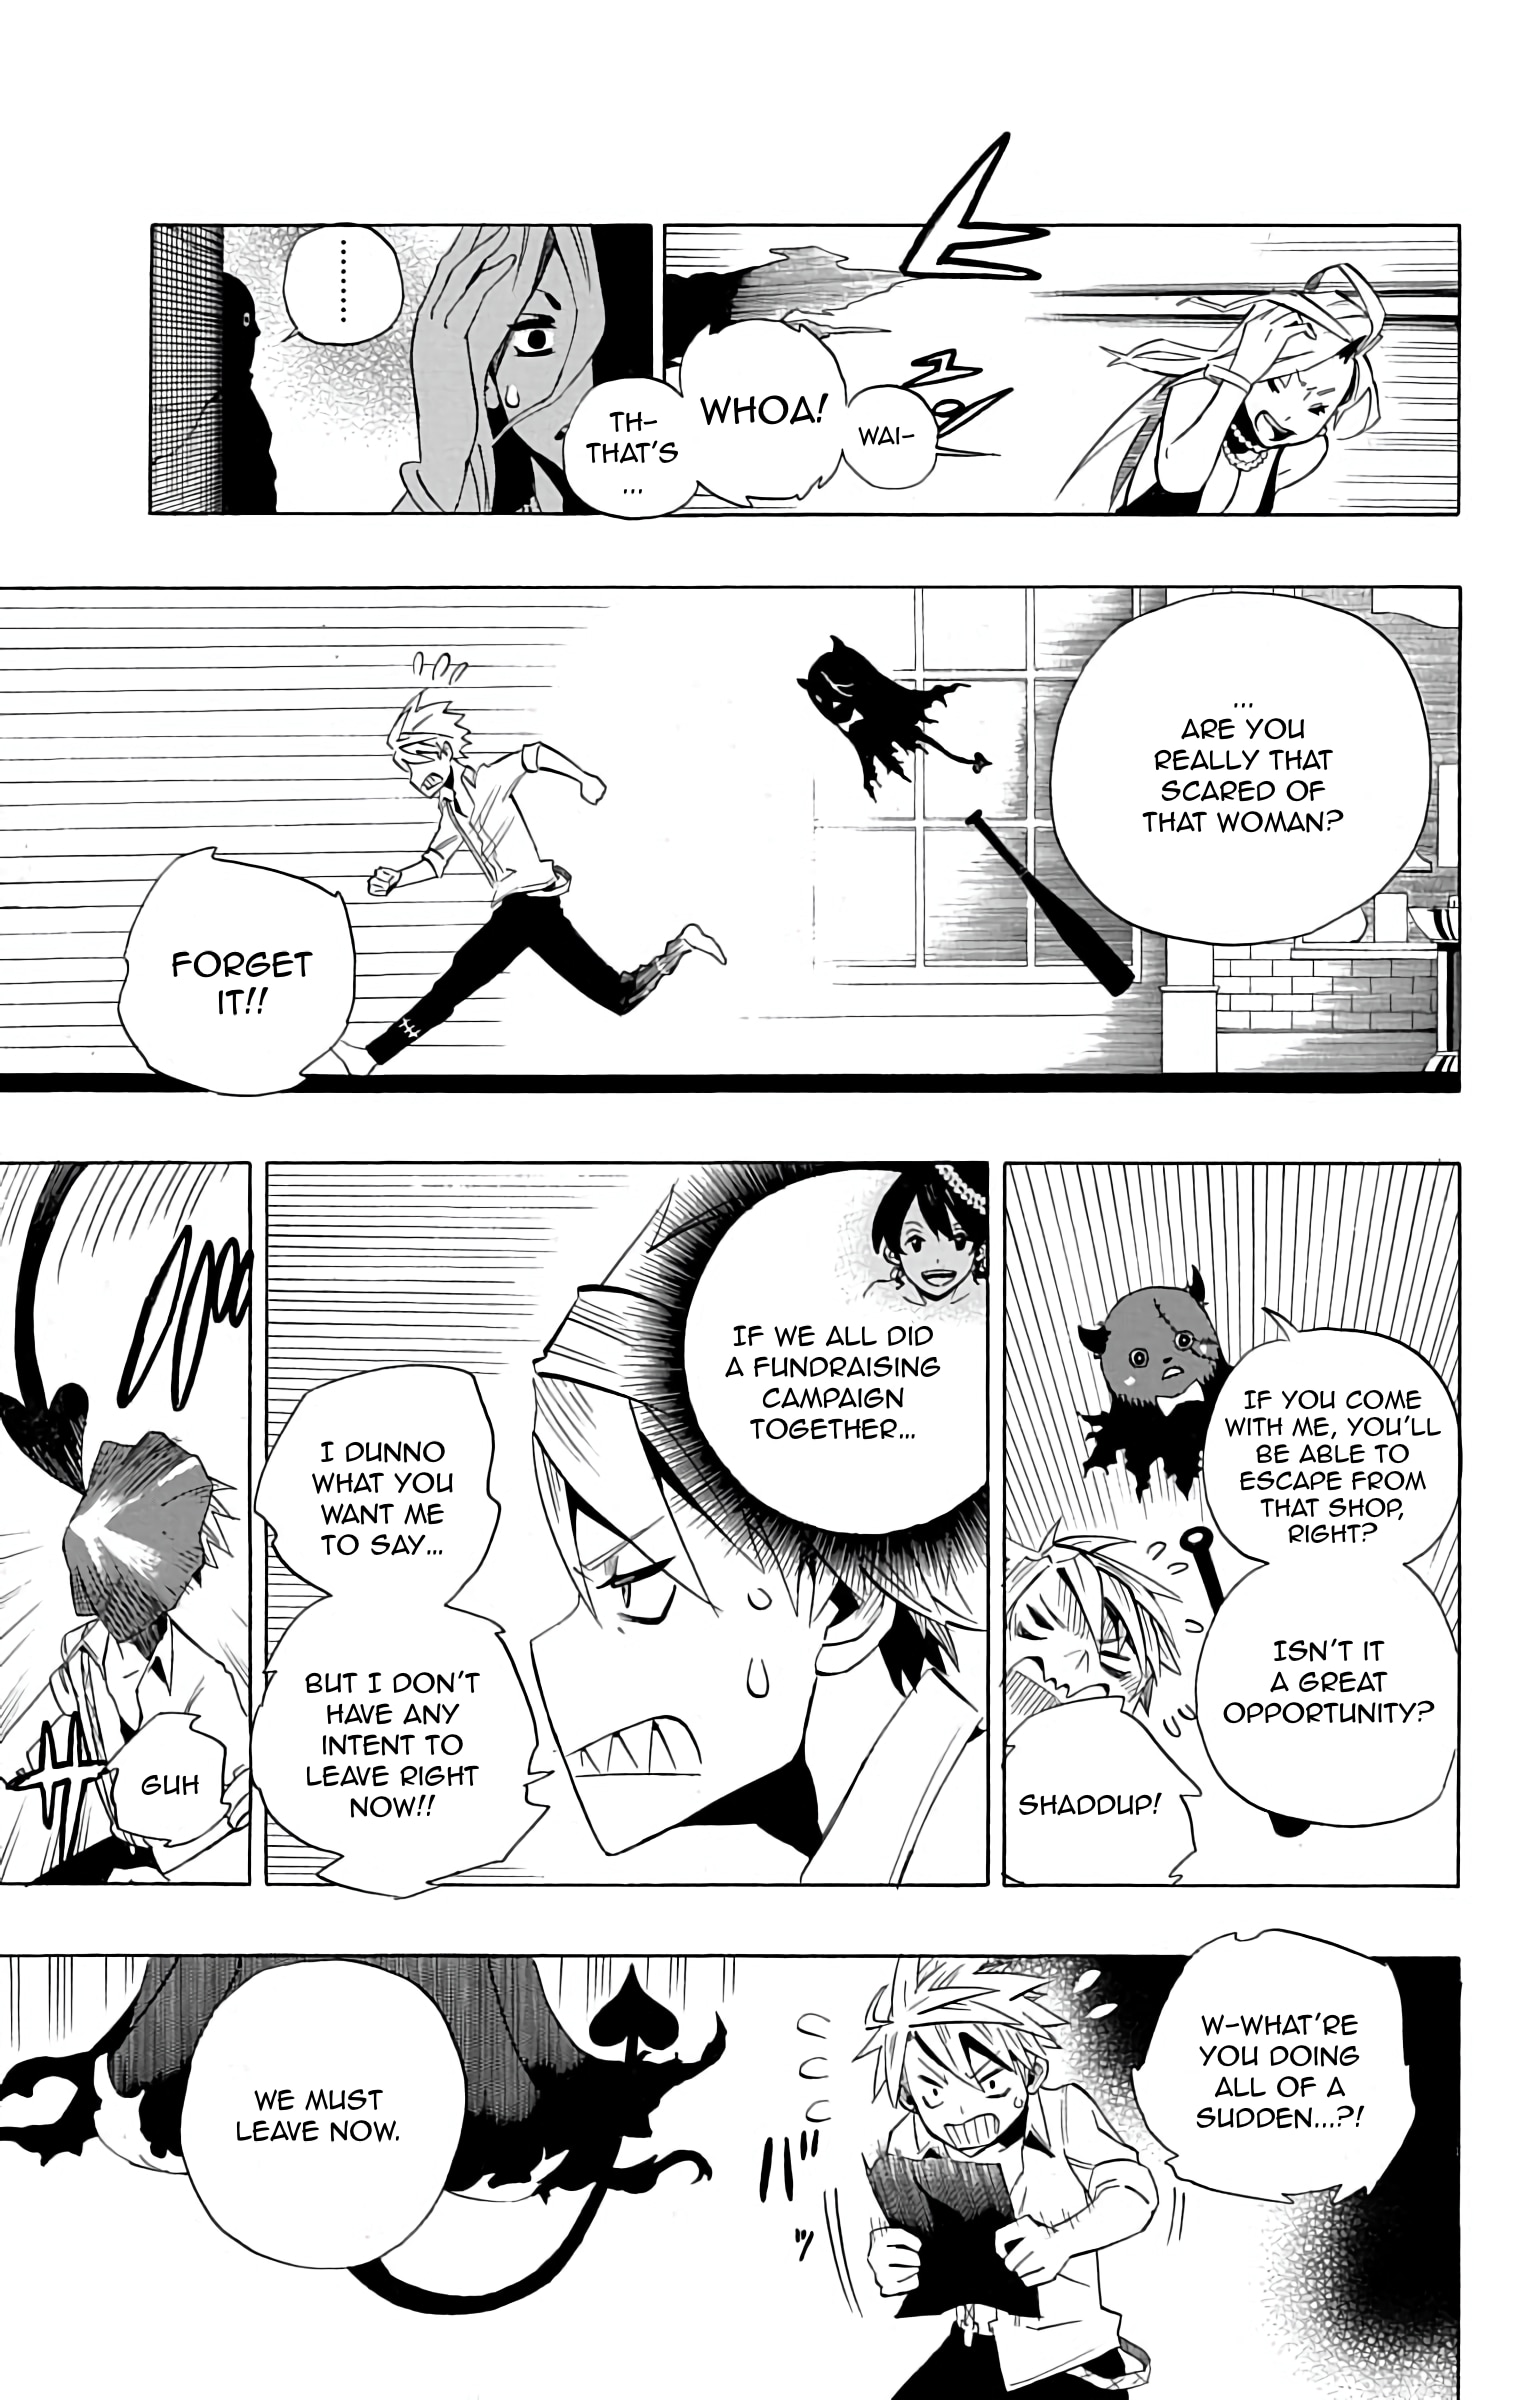 WAI-
WHOA!
TH-
THAT'S
...
.........
...
ARE YOU
REALLY THAT
SCARED OF
THAT WOMAN?
FORGET
IT!!
IF YOU COME
WITH ME, YOU'LL
BE ABLE TO
ESCAPE FROM
THAT SHOP,
RIGHT?
ISN'T IT
A GREAT
OPPORTUNITY?
SHADDUP!
IF WE ALL DID
A FUNDRAISING
CAMPAIGN
TOGETHER...
I DUNNO
WHAT YOU
WANT ME
TO SAY...
BUT I DON'T
HAVE ANY
INTENT TO
LEAVE RIGHT
NOW!!
GUH
W-WHAT'RE
YOU DOING
ALL OF A
SUDDEN...?!
バッ
WE MUST
LEAVE NOW.